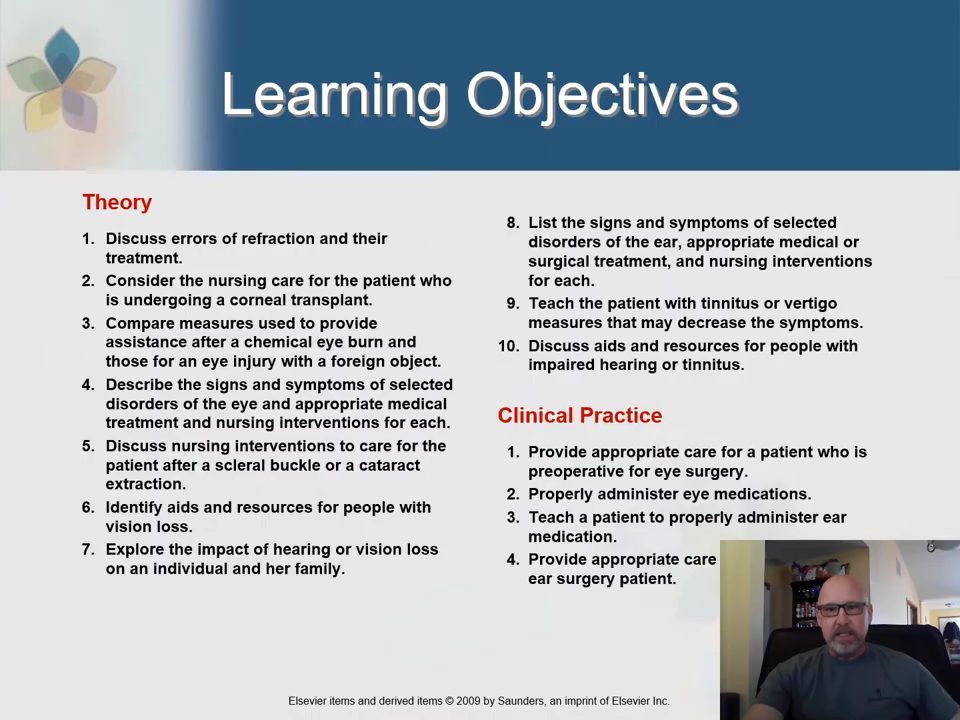 Learning Objectives
Theory
1. Discuss errors of refraction and their
treatment.
2. Consider the nursing care for the patient who
is undergoing a corneal transplant.
3. Compare measures used to provide
assistance after a chemical eye burn and
those for an eye injury with a foreign object.
4. Describe the signs and symptoms of selected
disorders of the eye and appropriate medical
treatment and nursing interventions for each.
5. Discuss nursing interventions to care for the
patient after a scleral buckle or a cataract
extraction.
6. Identify aids and resources for people with
vision loss.
7. Explore the impact of hearing or vision loss
on an individual and her family.
8. List the signs and symptoms of selected
disorders of the ear, appropriate medical or
surgical treatment, and nursing interventions
for each.
9. Teach the patient with tinnitus or vertigo
measures that may decrease the symptoms.
10. Discuss aids and resources for people with
impaired hearing or tinnitus.
Clinical Practice
1. Provide appropriate care for a patient who is
preoperative for eye surgery.
2. Properly administer eye medications.
3. Teach a patient to properly administer ear
medication.
4. Provide appropriate care
ear surgery patient.
Elsevier items and derived items © 2009 by Saunders, an imprint of Elsevier Inc.